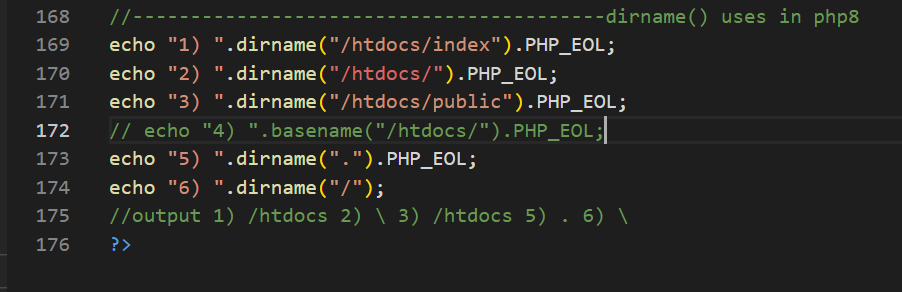 168 //----------------------------------------dirname() uses in php8
169 echo "1) ".dirname("/htdocs/index").PHP_EOL;
170 echo "2) ".dirname("/htdocs/").PHP_EOL;
171 echo "3) ".dirname("/htdocs/public").PHP_EOL;
172 // echo "4) ".basename("/htdocs/").PHP_EOL;
173 echo "5) ".dirname(".").PHP_EOL;
174 echo "6) ".dirname("/");
175 //output 1) /htdocs 2) \ 3) /htdocs 5) . 6) \
176 ?>